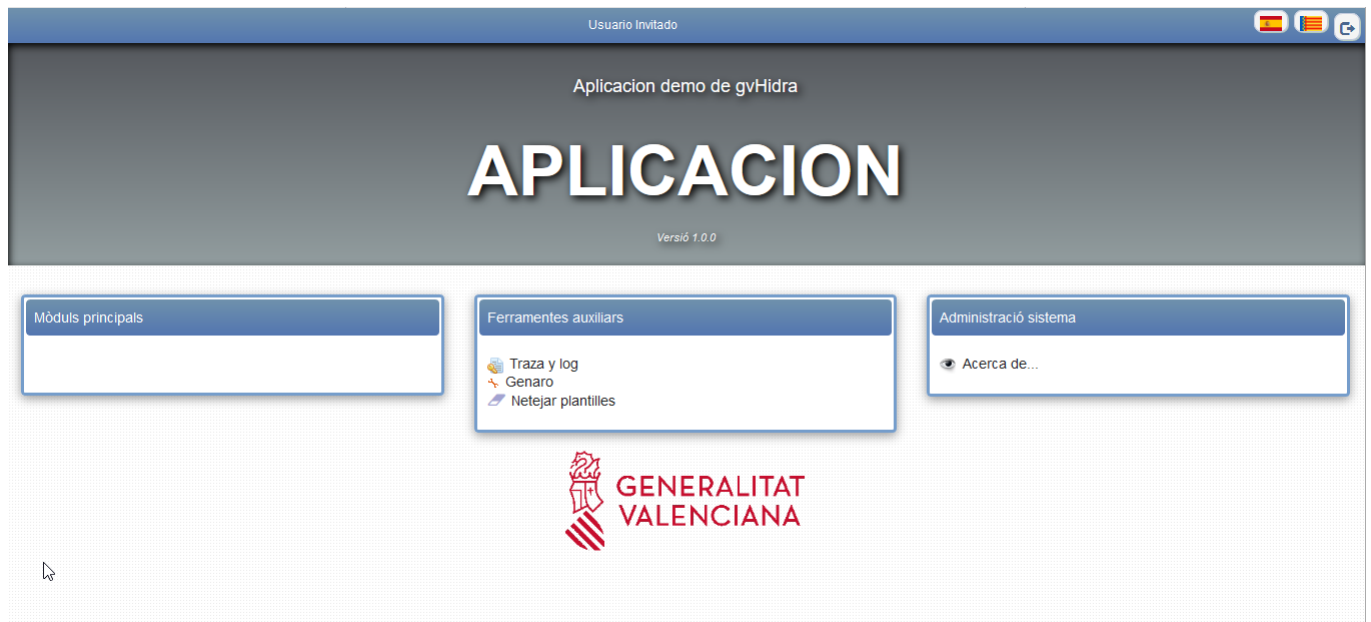 Usuario Invitado
Aplicacion demo de gvHidra
APLICACION
Versió 1.0.0
Mòduls principals
Ferramentes auxiliars
Traza y log
Genaro
Netejar plantilles
Administració sistema
Acerca de...
GENERALITAT
VALENCIANA